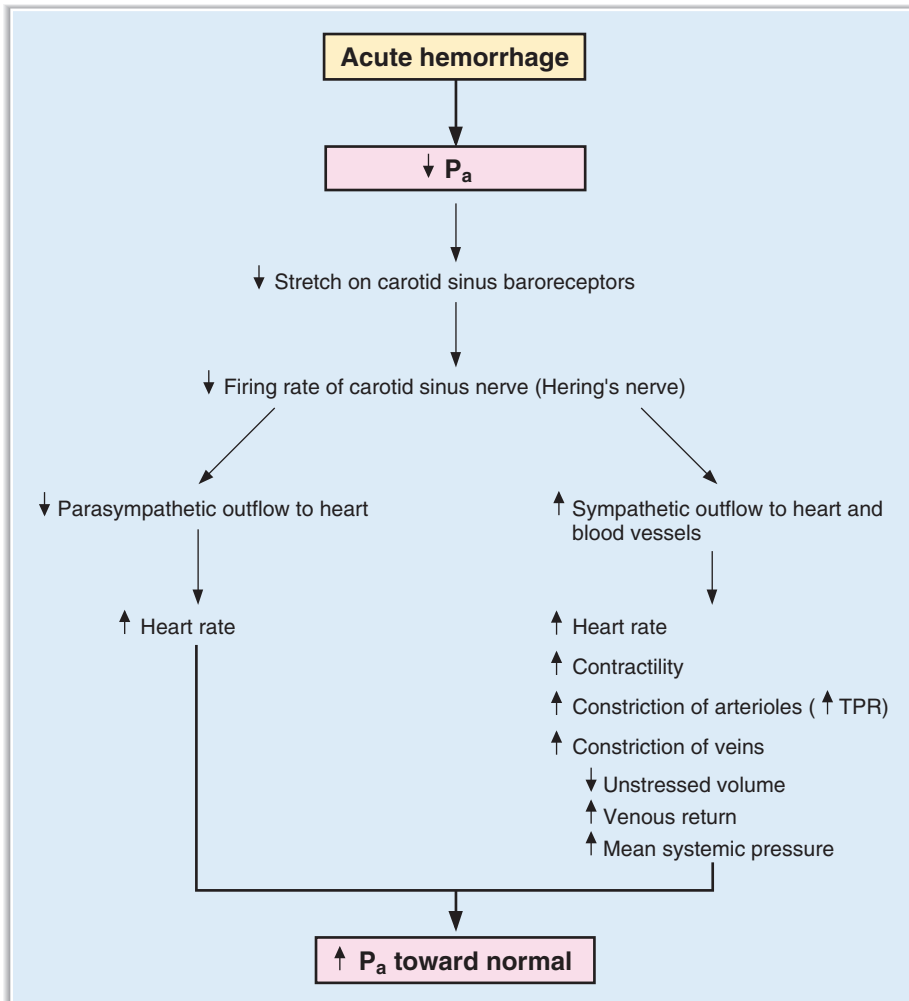 Acute hemorrhage
↓ Pa
↓ Stretch on carotid sinus baroreceptors
↓ Firing rate of carotid sinus nerve (Hering's nerve)
↓ Parasympathetic outflow to heart
↑ Heart rate
↑ Sympathetic outflow to heart and
blood vessels
↑ Heart rate
↑ Contractility
↑ Constriction of arterioles ( ↑ TPR)
↑ Constriction of veins
↓ Unstressed volume
↑ Venous return
↑ Mean systemic pressure
↑ Pa toward normal